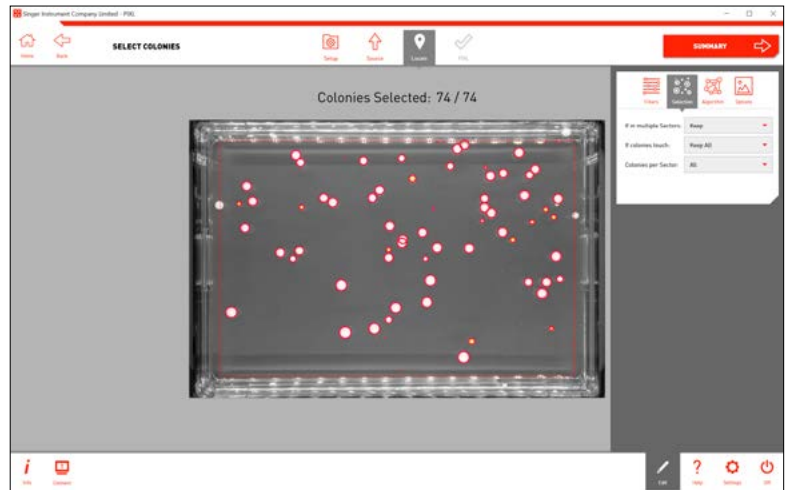 Singer Instrument Company Limited - PIXL
Home
Back
SELECT COLONIES
Setup
Source
Locate
PIXL
SUMMARY
Colonies Selected: 74 / 74
Filters
Selection
Algorithm
Details
If in multiple Sectors: Keep
If colonies touch: Keep All
Colonies per Sector: All
Info
Connect
Edit
Help
Settings
Off